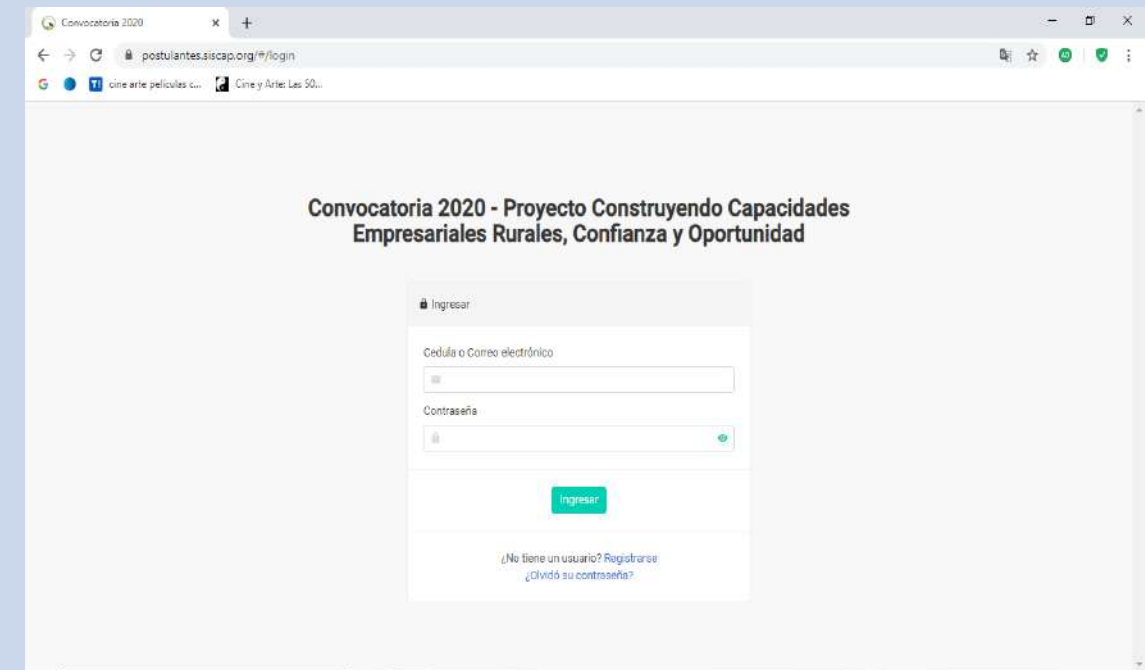 Convocatoria 2020
postulantes.siscap.org/#/login
TI cine arte peliculas c... Cine y Arte: Las 50...
Convocatoria 2020 - Proyecto Construyendo Capacidades
Empresariales Rurales, Confianza y Oportunidad
Ingresar
Cedula o Correo electrónico
Contraseña
Ingresar
¿No tiene un usuario? Registrarse
¿Olvidó su contraseña?